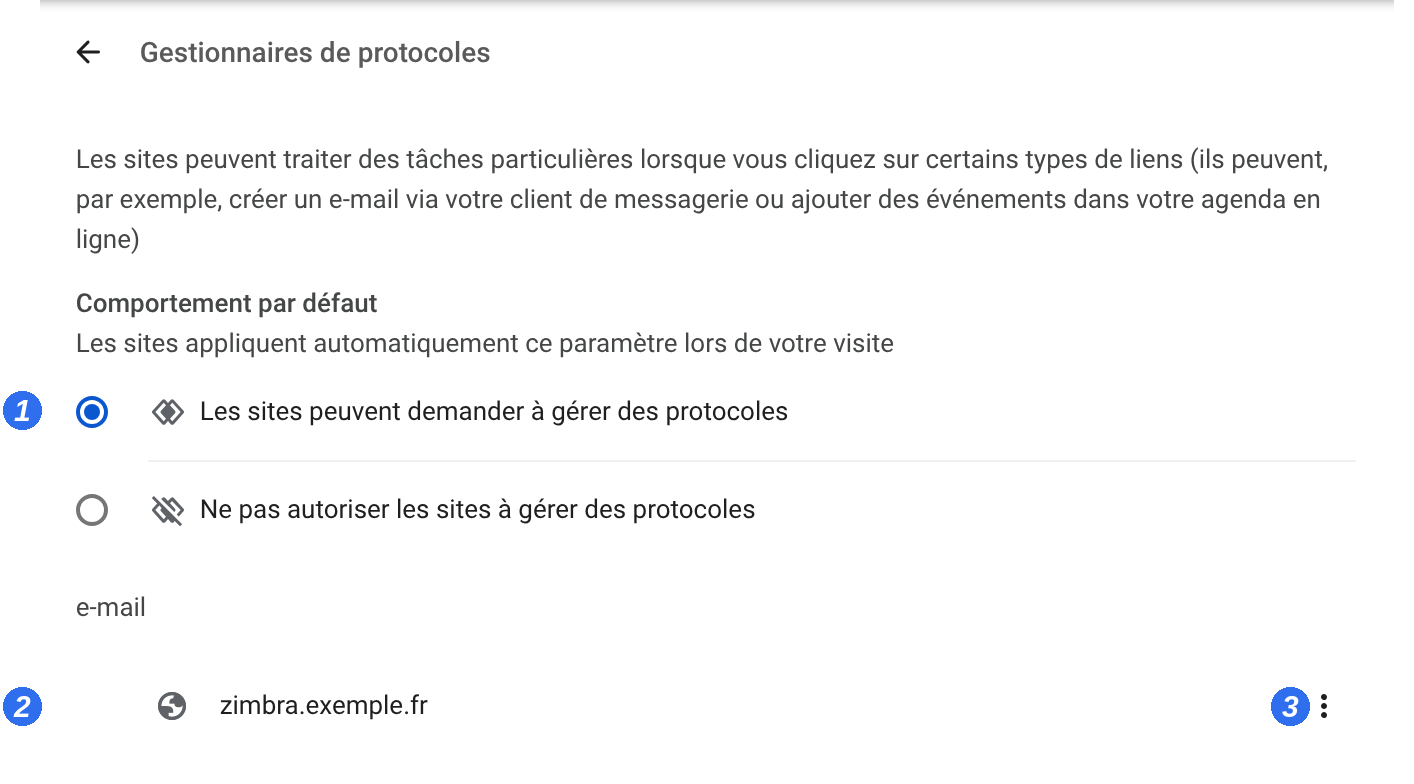 Gestionnaires de protocoles
Les sites peuvent traiter des tâches particulières lorsque vous cliquez sur certains types de liens (ils peuvent,
par exemple, créer un e-mail via votre client de messagerie ou ajouter des événements dans votre agenda en
ligne)
Comportement par défaut
Les sites appliquent automatiquement ce paramètre lors de votre visite
1 Les sites peuvent demander à gérer des protocoles
Ne pas autoriser les sites à gérer des protocoles
e-mail
2 zimbra.exemple.fr 3